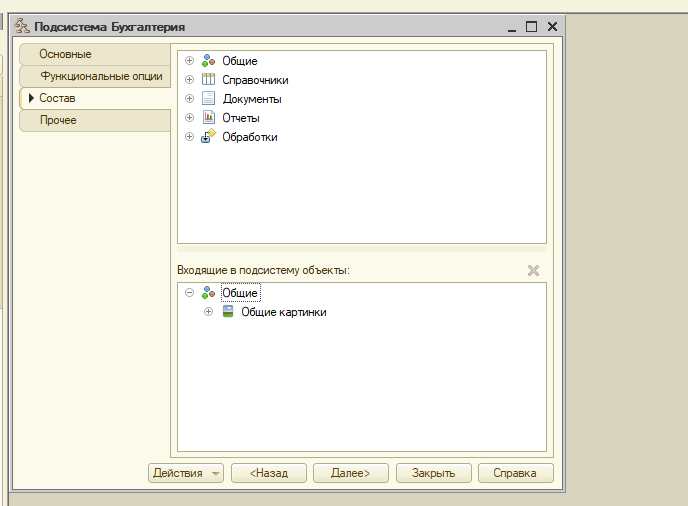 Подсистема Бухгалтерия
Основные
Функциональные опции
Состав
Прочее
Общие
Справочники
Документы
Отчеты
Обработки
Входящие в подсистему объекты:
Общие
Общие картинки
Действия
<Назад
Далее>
Закрыть
Справка